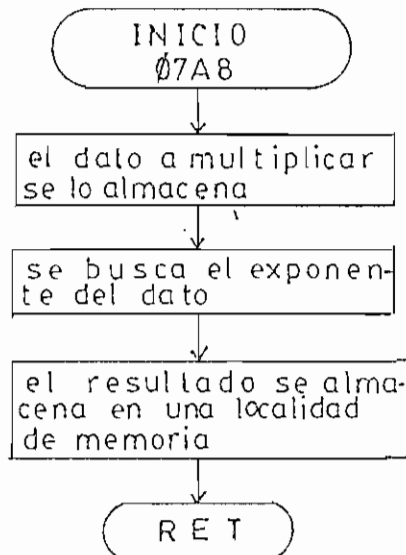 INICIO
Ø7A8
el dato a multiplicar
se lo almacena
se busca el exponen-
te del dato
el resultado se alma-
cena en una localidad
de memoria
RET